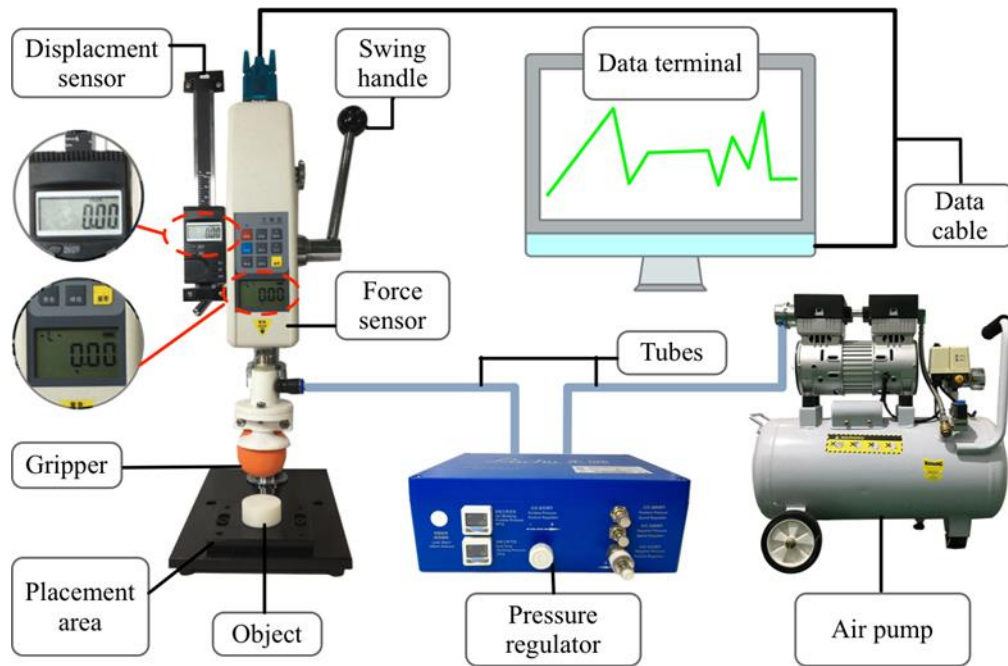 Displacment
sensor
Swing
handle
Data terminal
0.00
0.00
0.00
0.00
Data
cable
Force
sensor
Tubes
Gripper
Placement
area
Object
Pressure
regulator
Air pump